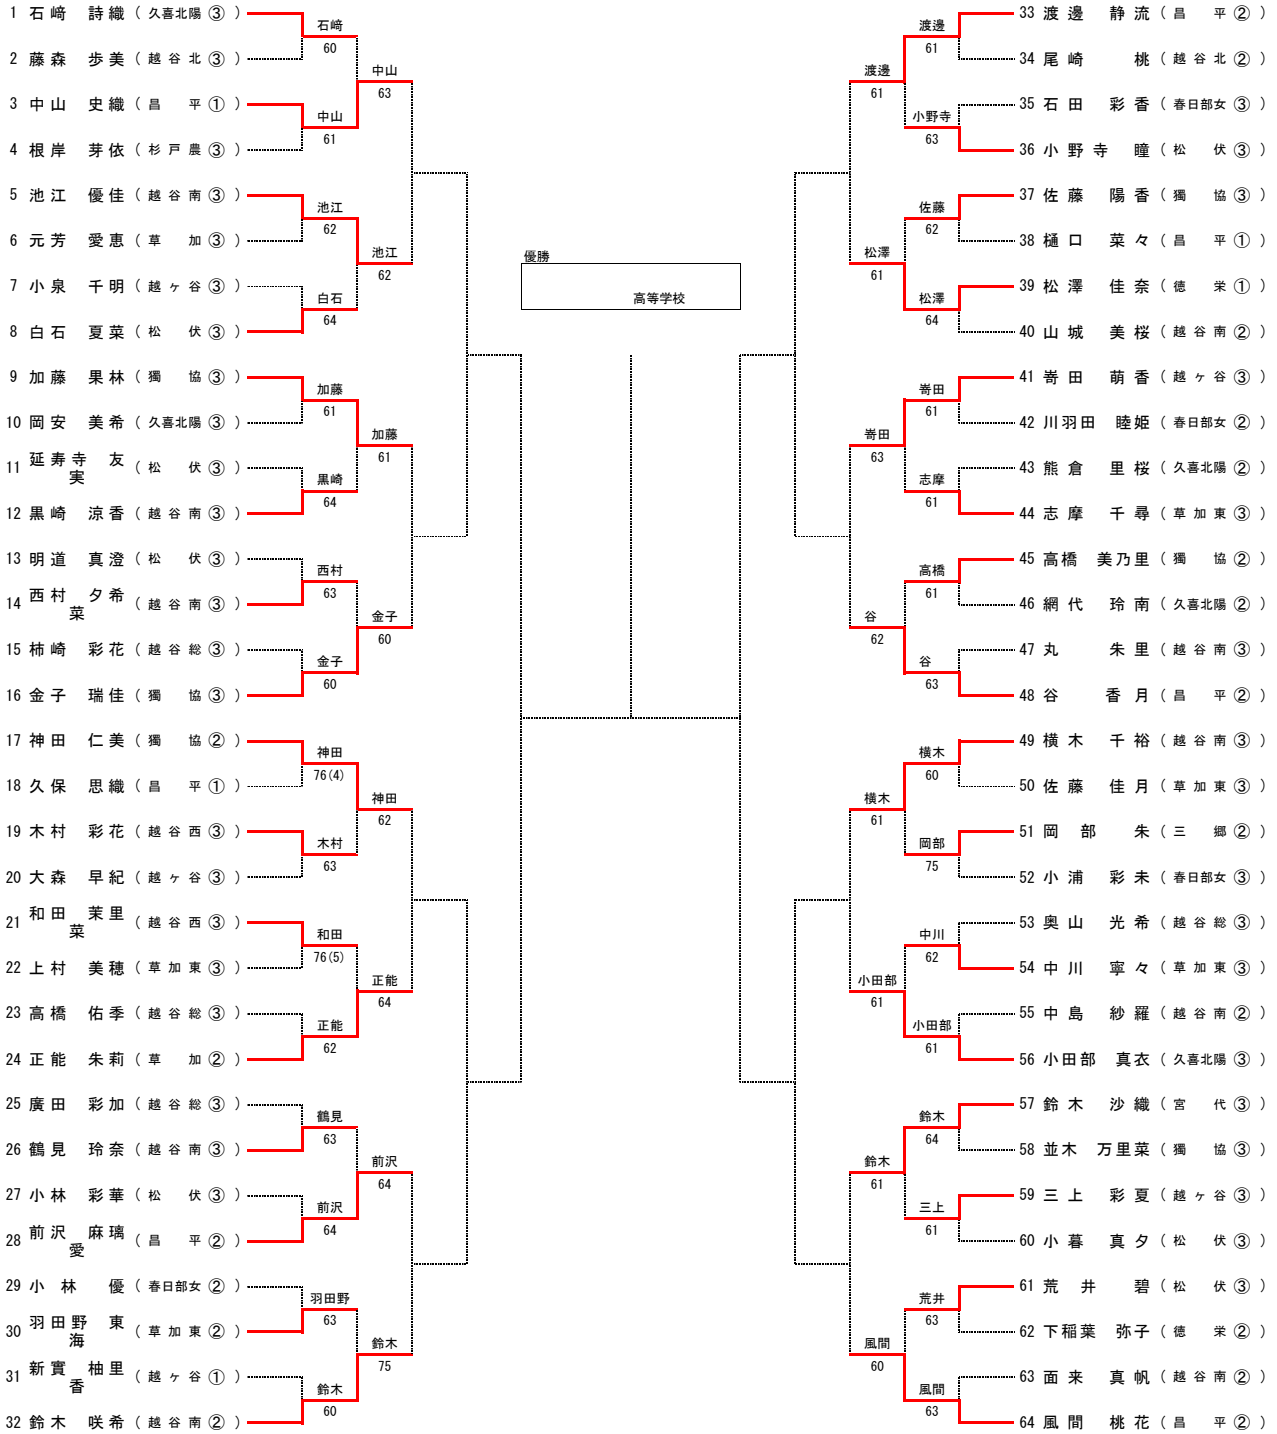 1 石﨑 詩織 ( 久喜北陽 ③ )
2 藤森 歩美 ( 越谷北 ③ )
3 中山 史織 ( 昌平 ① )
4 根岸 芽依 ( 杉戸農 ③ )
5 池江 優佳 ( 越谷南 ③ )
6 元芳 愛恵 ( 草加 ③ )
7 小泉 千明 ( 越ヶ谷 ③ )
8 白石 夏菜 ( 松伏 ③ )
9 加藤 果林 ( 獨協 ③ )
10 岡安 美希 ( 久喜北陽 ③ )
11 延寿寺 友実 ( 松伏 ③ )
12 黒崎 涼香 ( 越谷南 ③ )
13 明道 真澄 ( 松伏 ③ )
14 西村 夕希菜 ( 越谷南 ③ )
15 柿崎 彩花 ( 越谷総 ③ )
16 金子 瑞佳 ( 獨協 ③ )
17 神田 仁美 ( 獨協 ② )
18 久保 思織 ( 昌平 ① )
19 木村 彩花 ( 越谷西 ③ )
20 大森 早紀 ( 越ヶ谷 ③ )
21 和田 茉里菜 ( 越谷西 ③ )
22 上村 美穂 ( 草加東 ③ )
23 高橋 佑季 ( 越谷総 ③ )
24 正能 朱莉 ( 草加 ② )
25 廣田 彩加 ( 越谷総 ③ )
26 鶴見 玲奈 ( 越谷南 ③ )
27 小林 彩華 ( 松伏 ③ )
28 前沢 麻璃愛 ( 昌平 ② )
29 小林 優 ( 春日部女 ② )
30 羽田野 東海 ( 草加東 ② )
31 新實 柚里香 ( 越ヶ谷 ① )
32 鈴木 咲希 ( 越谷南 ② )
石﨑
60
中山
61
池江
62
白石
64
加藤
61
黒崎
64
西村
63
金子
60
神田
76(4)
木村
63
和田
76(5)
正能
62
鶴見
63
前沢
64
羽田野
63
鈴木
60
中山
63
池江
62
加藤
61
金子
60
神田
62
正能
64
前沢
64
鈴木
75
優勝
高等学校
渡邊
61
松澤
61
嵜田
63
谷
62
横木
61
小田部
61
鈴木
61
風間
60
渡邊
61
小野寺
63
佐藤
62
松澤
64
嵜田
61
志摩
61
高橋
61
谷
63
横木
60
岡部
75
中川
62
小田部
61
鈴木
64
三上
61
荒井
63
風間
63
33 渡邊 静流 ( 昌平 ② )
34 尾崎 桃 ( 越谷北 ② )
35 石田 彩香 ( 春日部女 ③ )
36 小野寺 瞳 ( 松伏 ③ )
37 佐藤 陽香 ( 獨協 ③ )
38 樋口 菜々 ( 昌平 ① )
39 松澤 佳奈 ( 徳栄 ① )
40 山城 美桜 ( 越谷南 ② )
41 嵜田 萌香 ( 越ヶ谷 ③ )
42 川羽田 睦姫 ( 春日部女 ② )
43 熊倉 里桜 ( 久喜北陽 ② )
44 志摩 千尋 ( 草加東 ③ )
45 高橋 美乃里 ( 獨協 ② )
46 網代 玲南 ( 久喜北陽 ② )
47 丸 朱里 ( 越谷南 ③ )
48 谷 香月 ( 昌平 ② )
49 横木 千裕 ( 越谷南 ③ )
50 佐藤 佳月 ( 草加東 ③ )
51 岡部 朱 ( 三郷 ② )
52 小浦 彩未 ( 春日部女 ③ )
53 奥山 光希 ( 越谷総 ③ )
54 中川 寧々 ( 草加東 ③ )
55 中島 紗羅 ( 越谷南 ② )
56 小田部 真衣 ( 久喜北陽 ③ )
57 鈴木 沙織 ( 宮代 ③ )
58 並木 万里菜 ( 獨協 ③ )
59 三上 彩夏 ( 越ヶ谷 ③ )
60 小暮 真夕 ( 松伏 ③ )
61 荒井 碧 ( 松伏 ③ )
62 下稲葉 弥子 ( 徳栄 ② )
63 面来 真帆 ( 越谷南 ② )
64 風間 桃花 ( 昌平 ② )